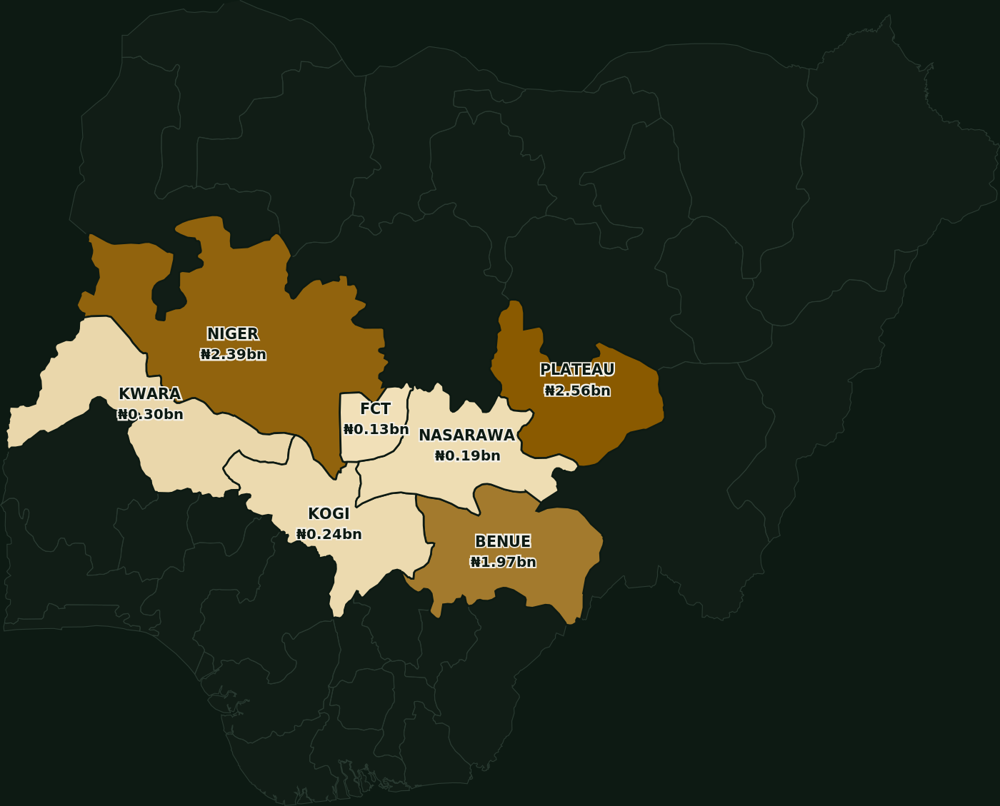 NIGER
₦2.39bn
PLATEAU
₦2.56bn
KWARA
₦0.30bn
FCT
₦0.13bn
NASARAWA
₦0.19bn
KOGI
₦0.24bn
BENUE
₦1.97bn